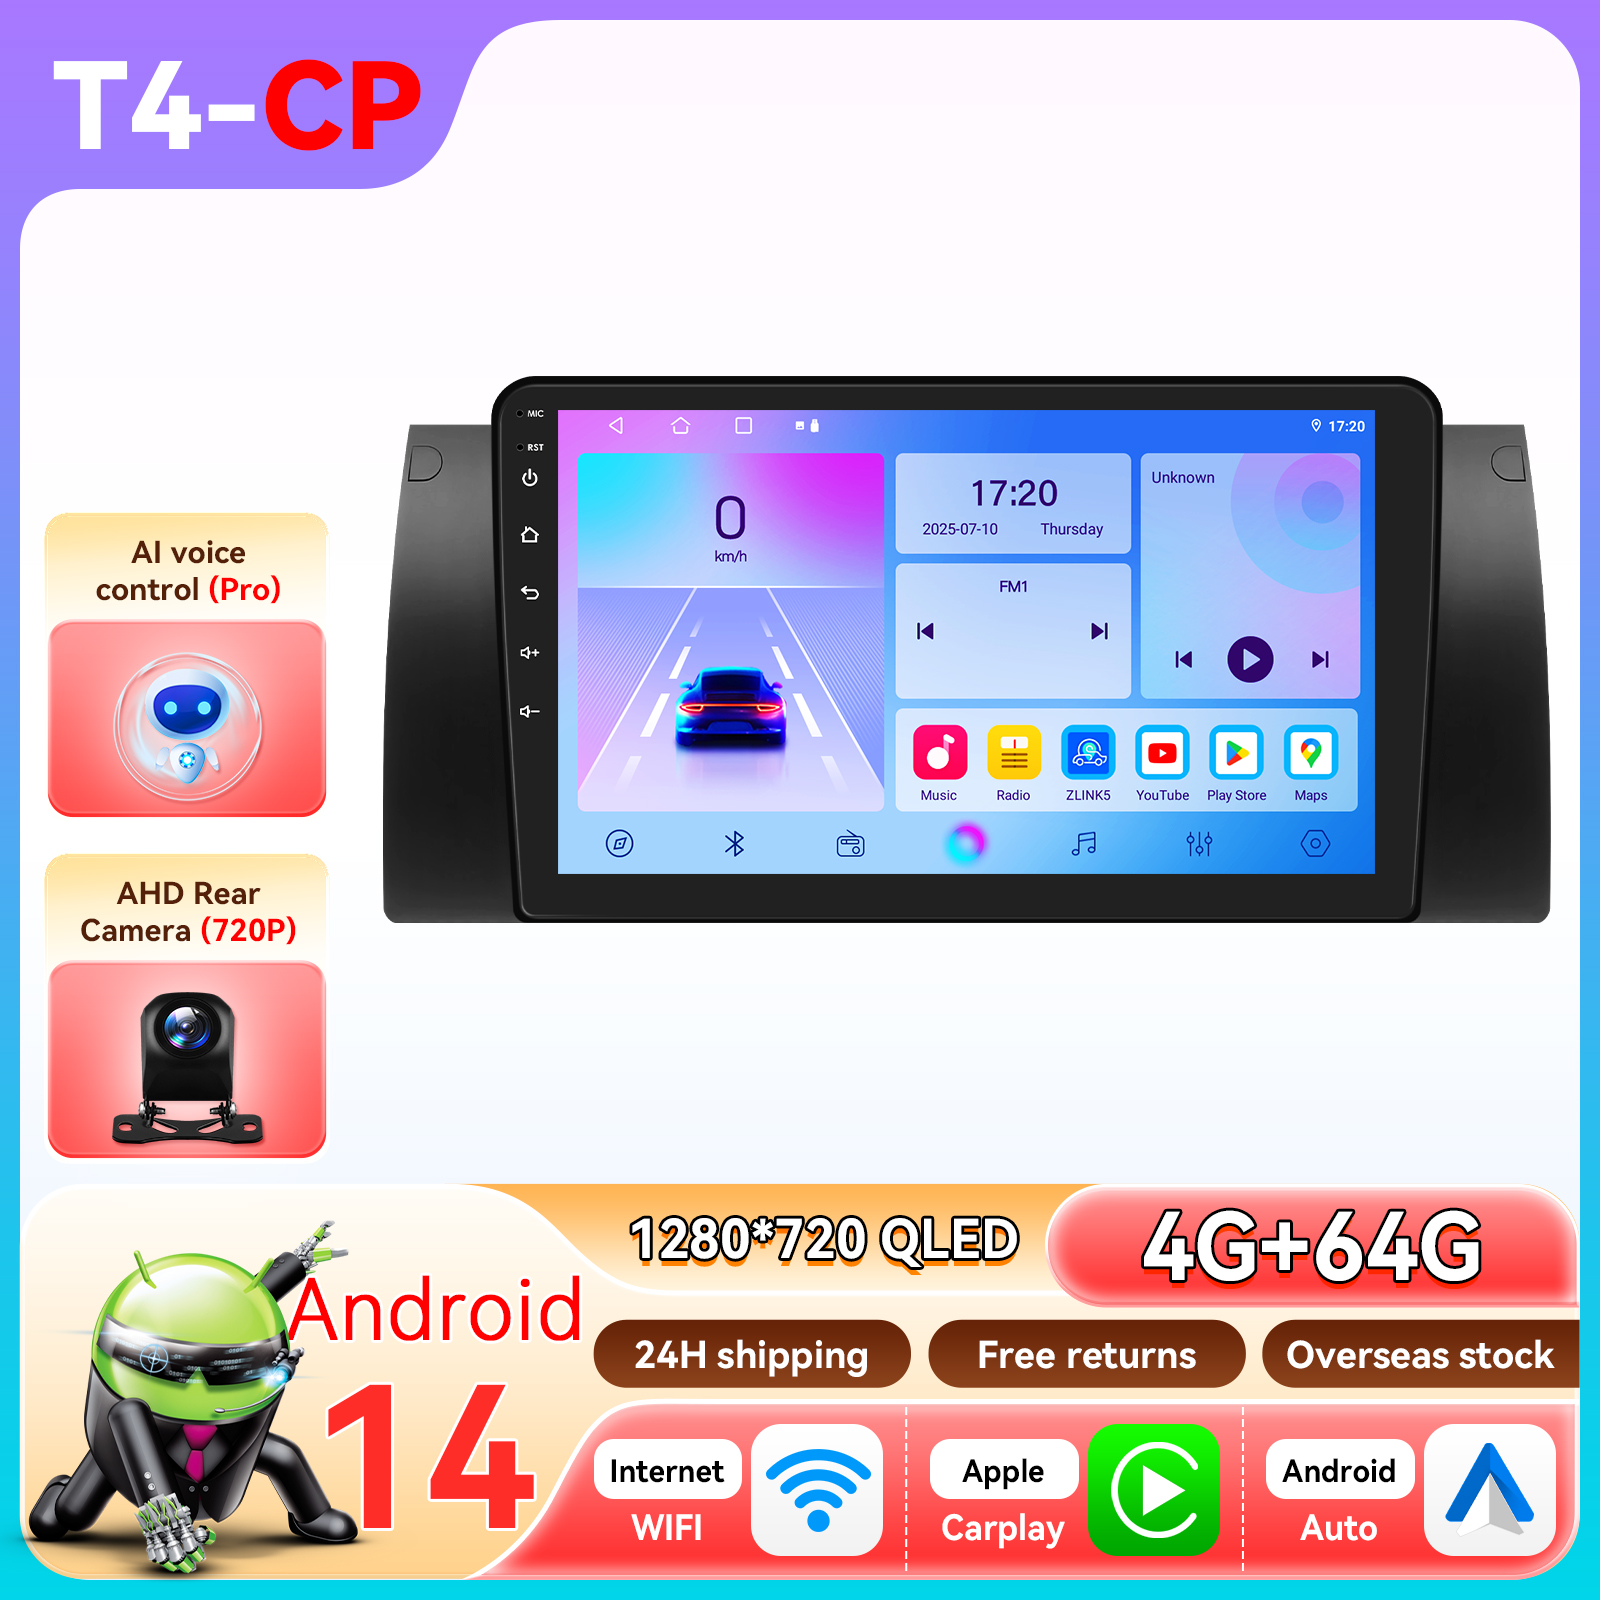 T4-CP
MIC
RST
17:20
0
km/h
17:20
2025-07-10 Thursday
FM1
Unknown
Music
Radio
ZLINK5
YouTube
Play Store
Maps
AI voice
control (Pro)
AHD Rear
Camera (720P)
Android
14
1280*720 QLED
4G+64G
24H shipping
Free returns
Overseas stock
Internet
WIFI
Apple
Carplay
Android
Auto